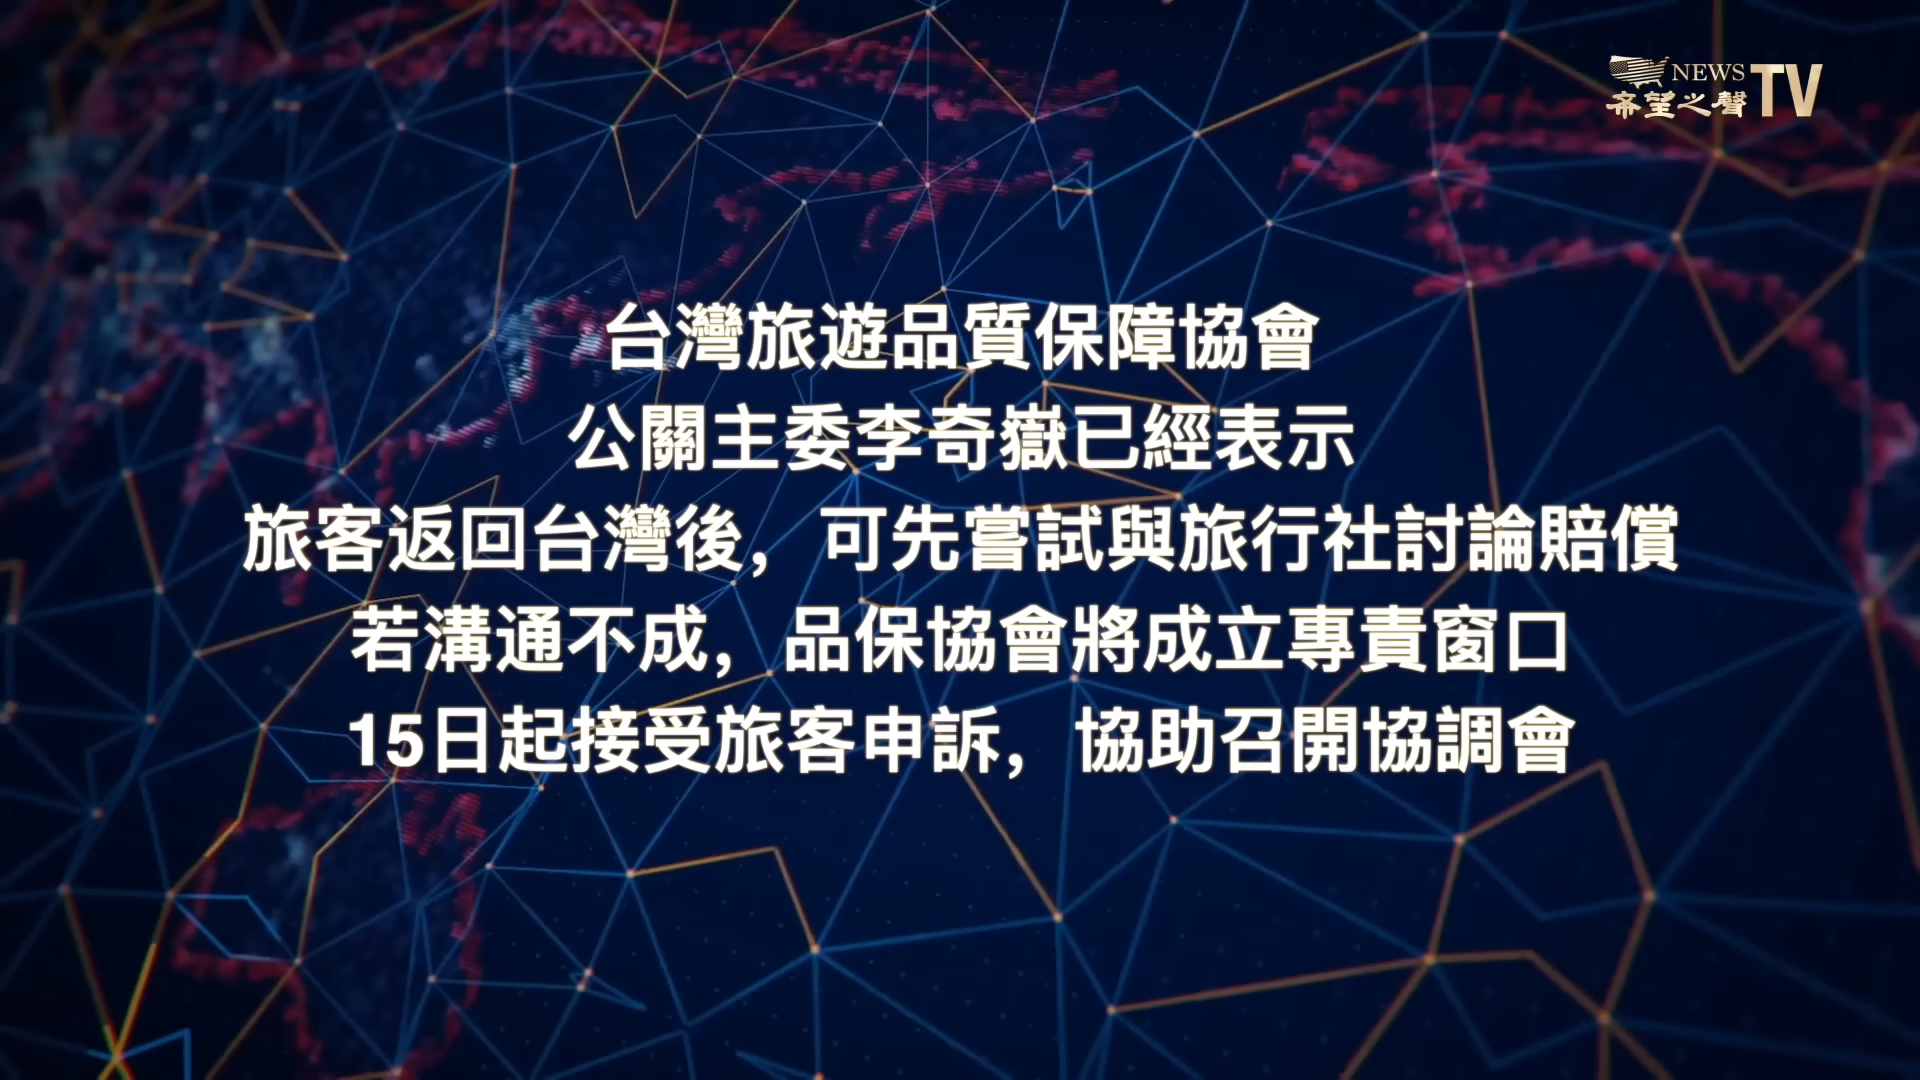 NEWS
希望之聲TV
台灣旅遊品質保障協會
公關主委李奇嶽已經表示
旅客返回台灣後，可先嘗試與旅行社討論賠償
若溝通不成，品保協會將成立專責窗口
15日起接受旅客申訴，協助召開協調會